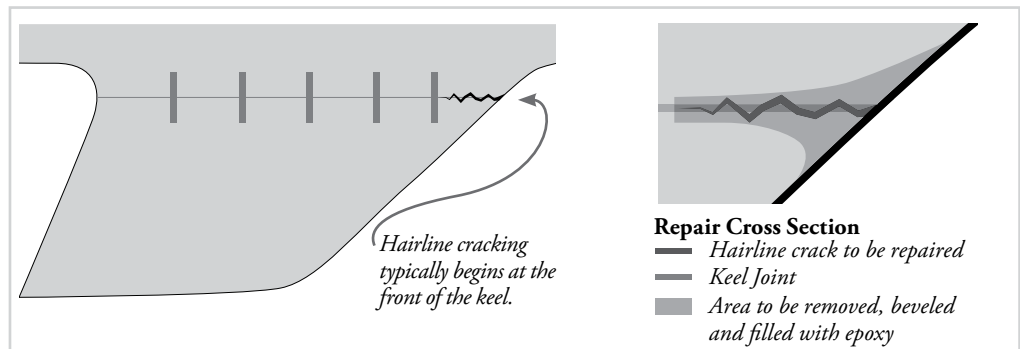 Hairline cracking
typically begins at the
front of the keel.
Repair Cross Section
Hairline crack to be repaired
Keel Joint
Area to be removed, beveled
and filled with epoxy